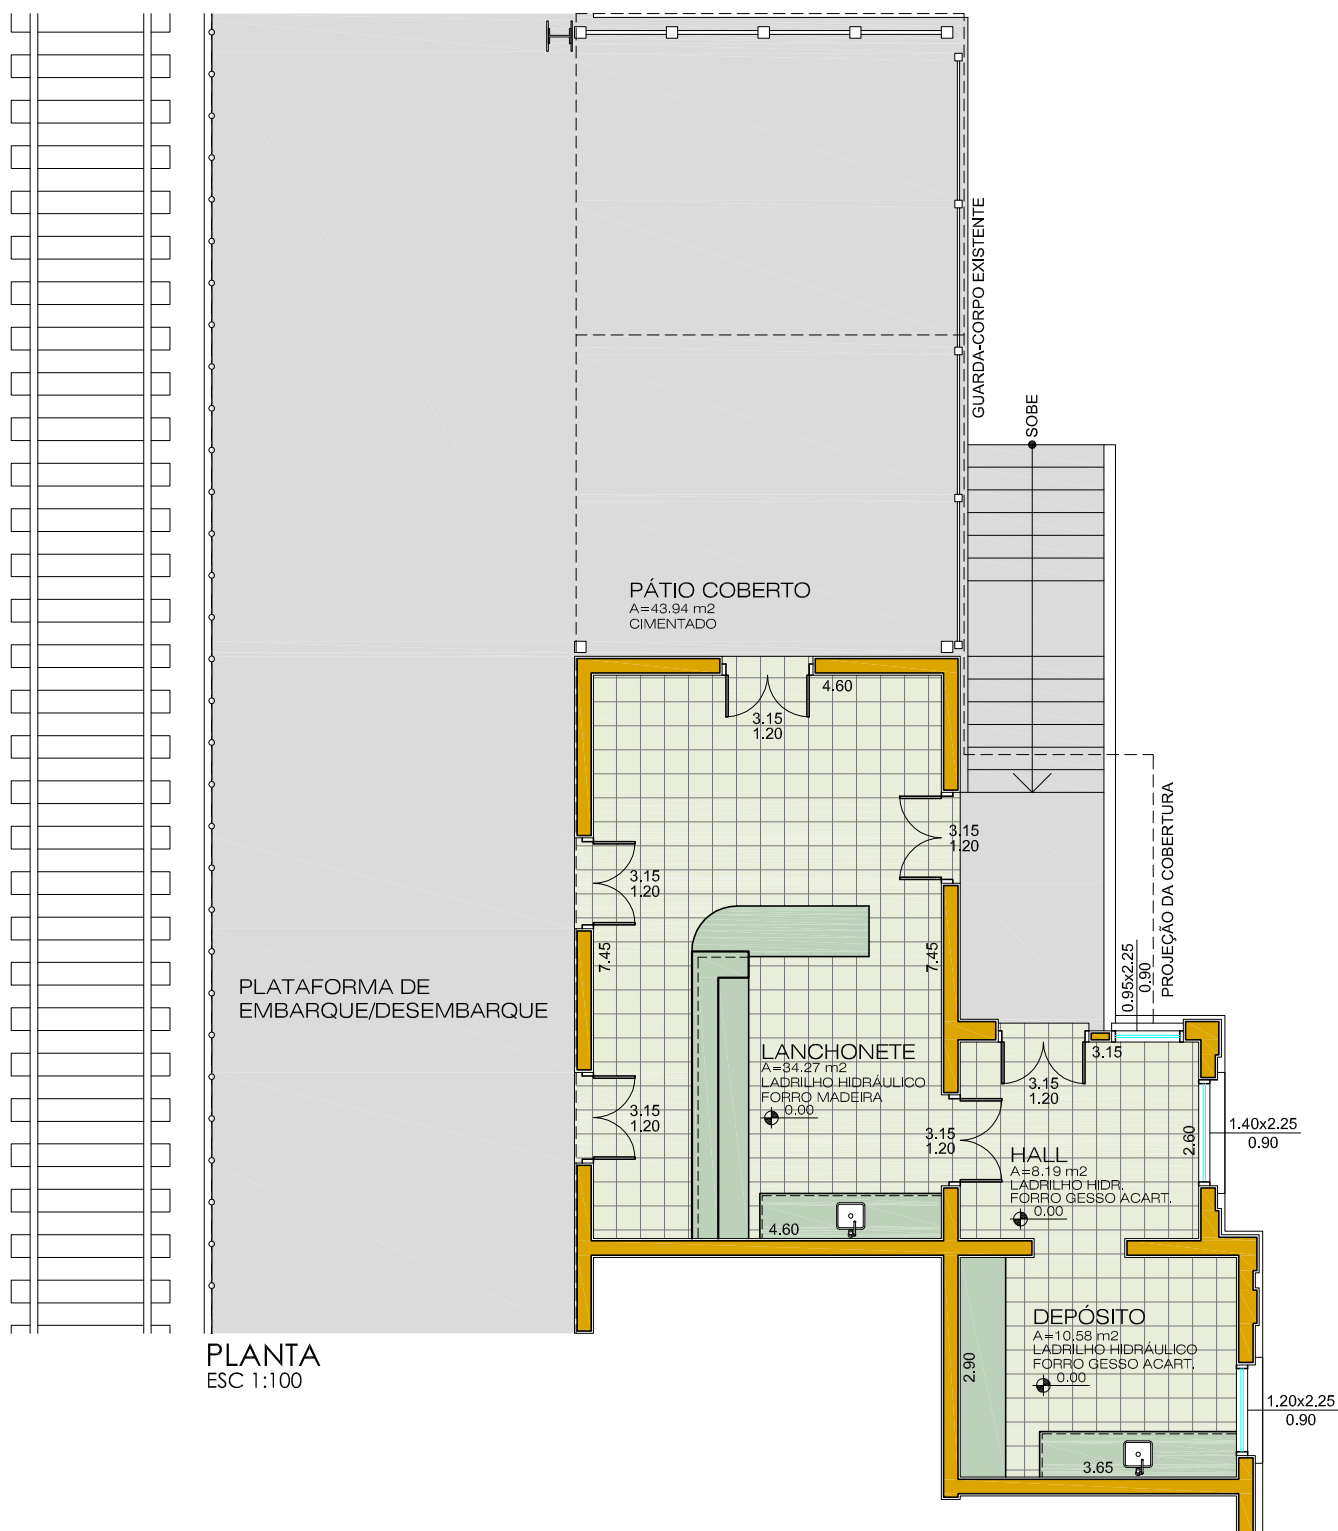 GUARDA-CORPO EXISTENTE
SOBE
PÁTIO COBERTO
A=43.94 m2
CIMENTADO
4.60
3.15
1.20
3.15
1.20
3.15
1.20
7.45
7.45
PROJEÇÃO DA COBERTURA
0.95x2.25
0.90
PLATAFORMA DE
EMBARQUE/DESEMBARQUE
LANCHONETE
A=34.27 m2
LADRILHO HIDRÁULICO
FORRO MADEIRA
0.00
3.15
3.15
1.20
3.15
1.20
3.15
1.20
2.60
1.40x2.25
0.90
HALL
A=8.19 m2
LADRILHO HIDR.
FORRO GESSO ACART.
0.00
4.60
DEPÓSITO
A=10.58 m2
LADRILHO HIDRÁULICO
FORRO GESSO ACART.
0.00
2.90
1.20x2.25
0.90
3.65
PLANTA
ESC 1:100